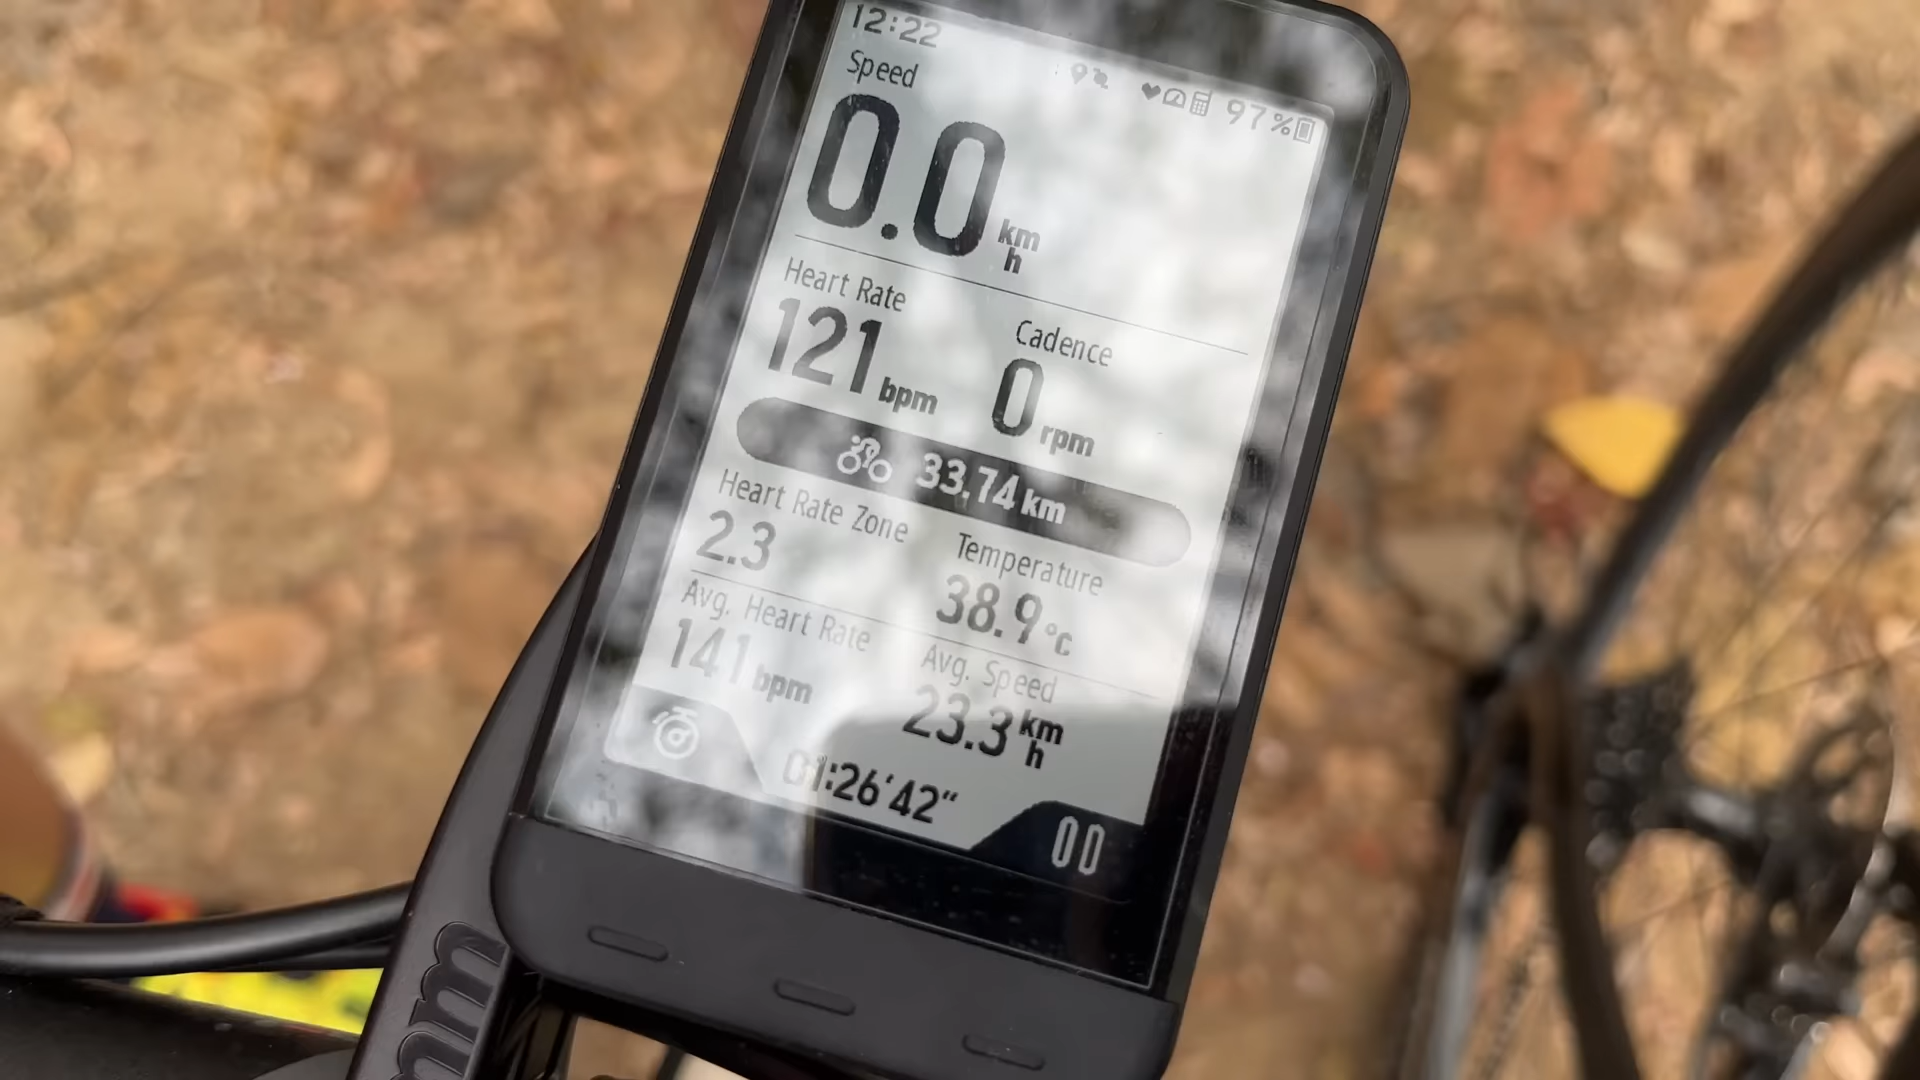 12:22
97%
Speed
0.0 km/h
Heart Rate
121 bpm
Cadence
0 rpm
33.74 km
Heart Rate Zone
2.3
Temperature
38.9 °C
Avg. Heart Rate
141 bpm
Avg. Speed
23.3 km/h
01:26'42"